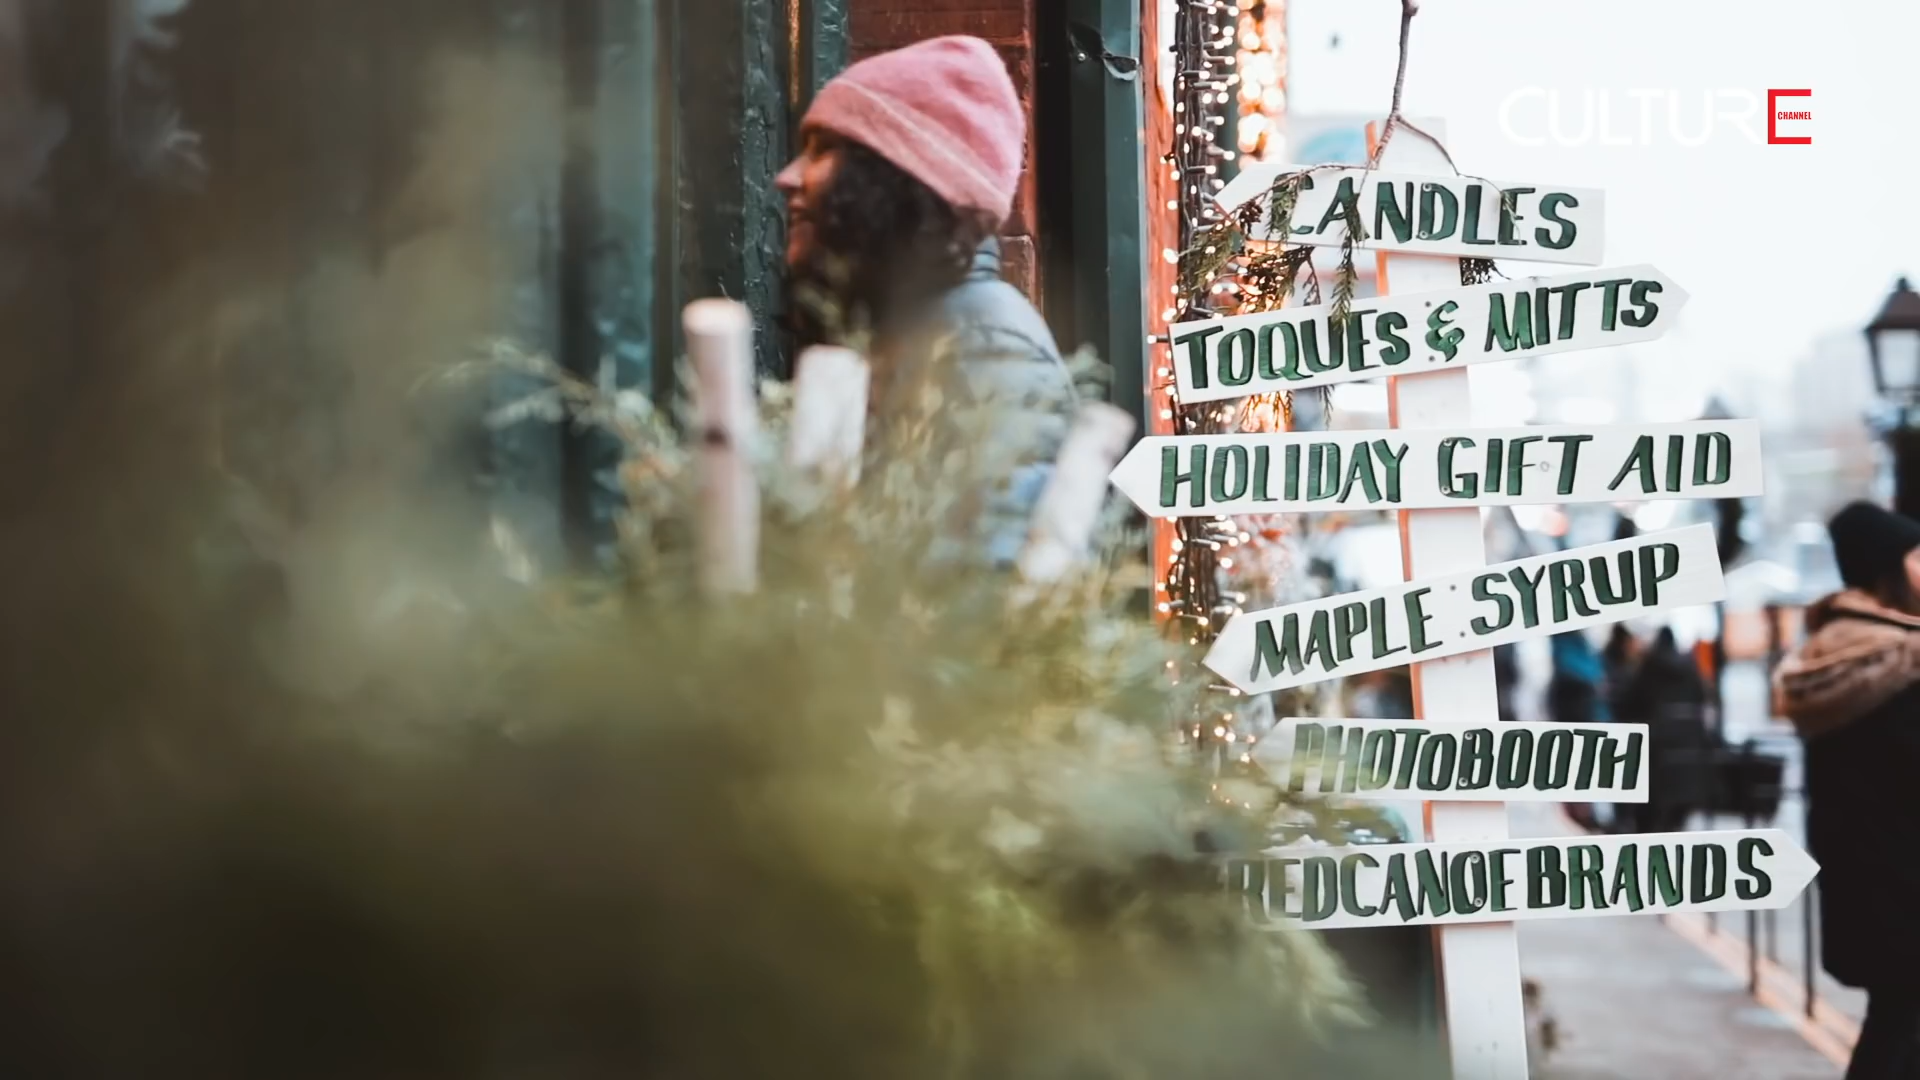 CULTURE
CHANNEL
CANDLES
TOQUES & MITTS
HOLIDAY GIFT AID
MAPLE SYRUP
PHOTOBOOTH
REDCANOEBRANDS